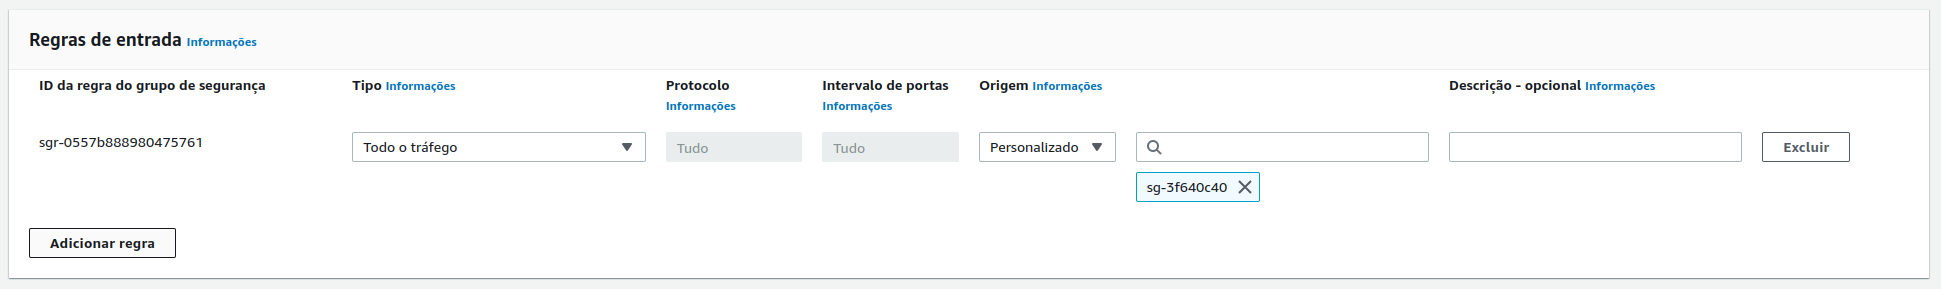 Regras de entrada Informações
ID da regra do grupo de segurança Tipo Informações Protocolo Informações Intervalo de portas Informações Origem Informações Descrição - opcional Informações
sgr-0557b888980475761 Todo o tráfego Tudo Tudo Personalizado Excluir
sg-3f640c40
Adicionar regra